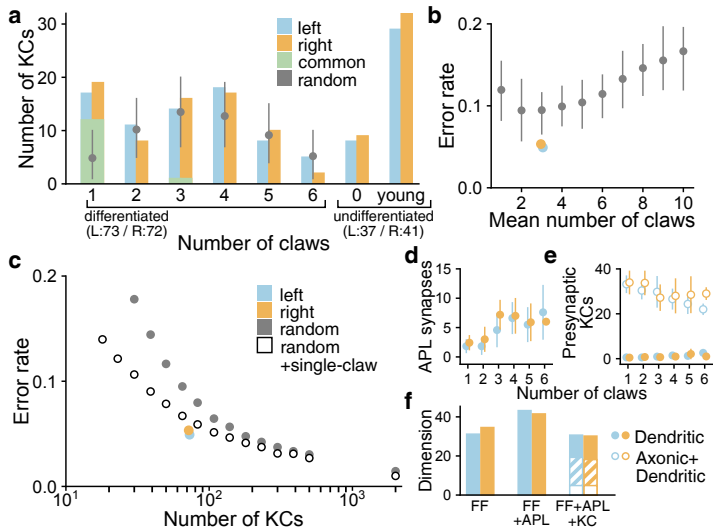 a
Number of KCs
30
20
10
0
left
right
common
random
1 2 3 4 5 6 0 young
differentiated
(L:73 / R:72)
undifferentiated
(L:37 / R:41)
Number of claws
b
Error rate
0.2
0.1
0.0
2 4 6 8 10
Mean number of claws
c
Error rate
0.2
0.1
0.0
left
right
random
random
+single-claw
10¹ 10² 10³
Number of KCs
d
APL synapses
15
10
5
0
1 2 3 4 5 6
e
Presynaptic
KCs
40
20
0
1 2 3 4 5 6
Number of claws
f
Dimension
40
20
0
FF
FF
+APL
FF+APL
+KC
Dendritic
Axonic+
Dendritic